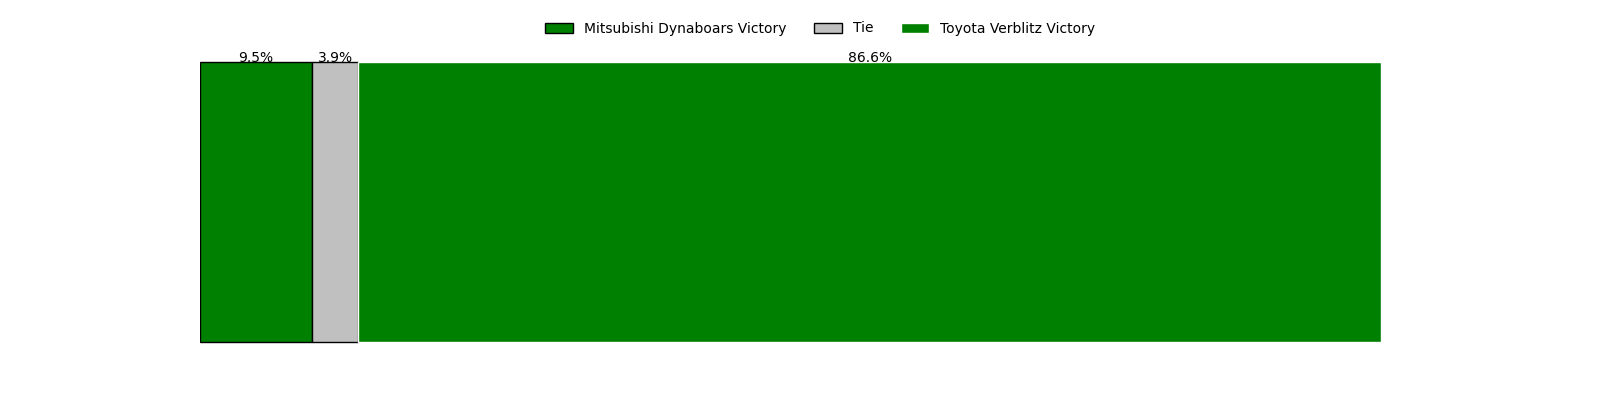 Mitsubishi Dynaboars Victory Tie Toyota Verblitz Victory
9.5% 3.9% 86.6%